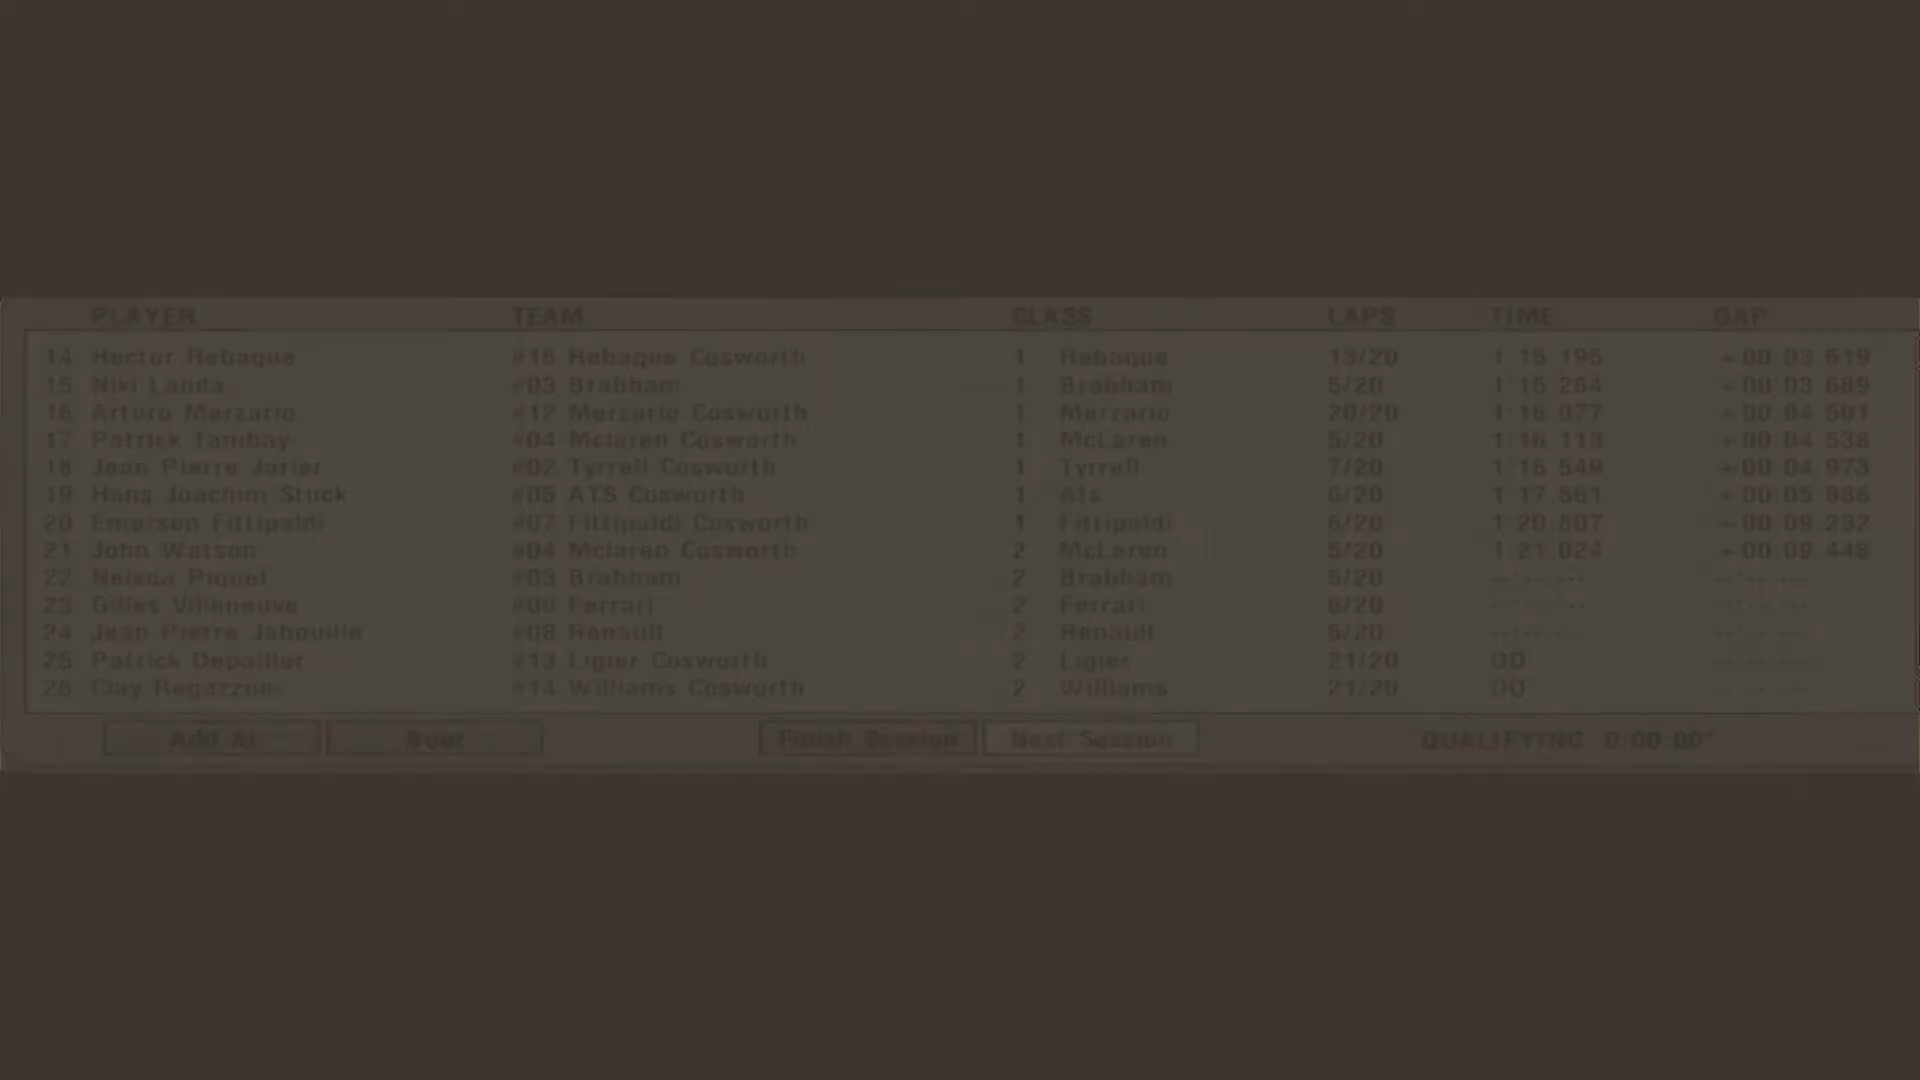 PLAYER TEAM CLASS LAPS TIME GAP
14 Hector Rebaque #16 Rebaque Cosworth 1 Rebaque 13/20 1 15 195 +00 03 619
15 Niki Lauda #03 Brabham 1 Brabham 5/20 1 15 264 +00 03 689
16 Arturo Merzario #12 Merzario Cosworth 1 Merzario 20/20 1 16 077 +00 04 501
17 Patrick Tambay #04 Mclaren Cosworth 1 McLaren 5/20 1 16 113 +00 04 538
18 Jean Pierre Jarier #02 Tyrrell Cosworth 1 Tyrrell 7/20 1 16 549 +00 04 973
19 Hans Joachim Stuck #05 ATS Cosworth 1 Ats 6/20 1 17 561 +00 05 986
20 Emerson Fittipaldi #07 Fittipaldi Cosworth 1 Fittipaldi 6/20 1 20 807 +00 09 232
21 John Watson #04 Mclaren Cosworth 2 McLaren 5/20 1 21 024 +00 09 448
22 Nelson Piquet #03 Brabham 2 Brabham 5/20
23 Gilles Villeneuve #06 Ferrari 2 Ferrari 6/20
24 Jean Pierre Jabouille #08 Renault 2 Renault 5/20
25 Patrick Depailler #13 Ligier Cosworth 2 Ligier 21/20 DQ
26 Clay Regazzoni #14 Williams Cosworth 2 Williams 21/20 DQ
Add AI Boot Finish Session Next Session QUALIFYING 0:00:00*